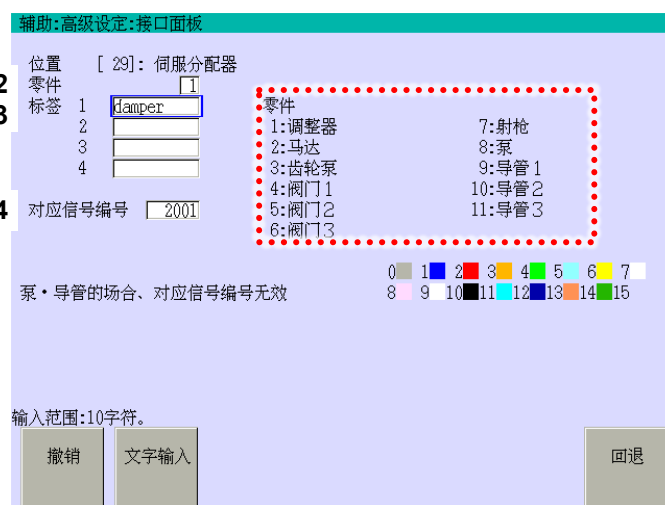 辅助:高级设定:接口面板
位置 [ 29]: 伺服分配器
2 零件 1
3 标签 1 damper
2
3
4
4 对应信号编号 2001
零件
1:调整器 7:射枪
2:马达 8:泵
3:齿轮泵 9:导管1
4:阀门1 10:导管2
5:阀门2 11:导管3
6:阀门3
0 1 2 3 4 5 6 7
泵・导管的场合、对应信号编号无效 8 9 10 11 12 13 14 15
输入范围:10字符。
撤销 文字输入 回退